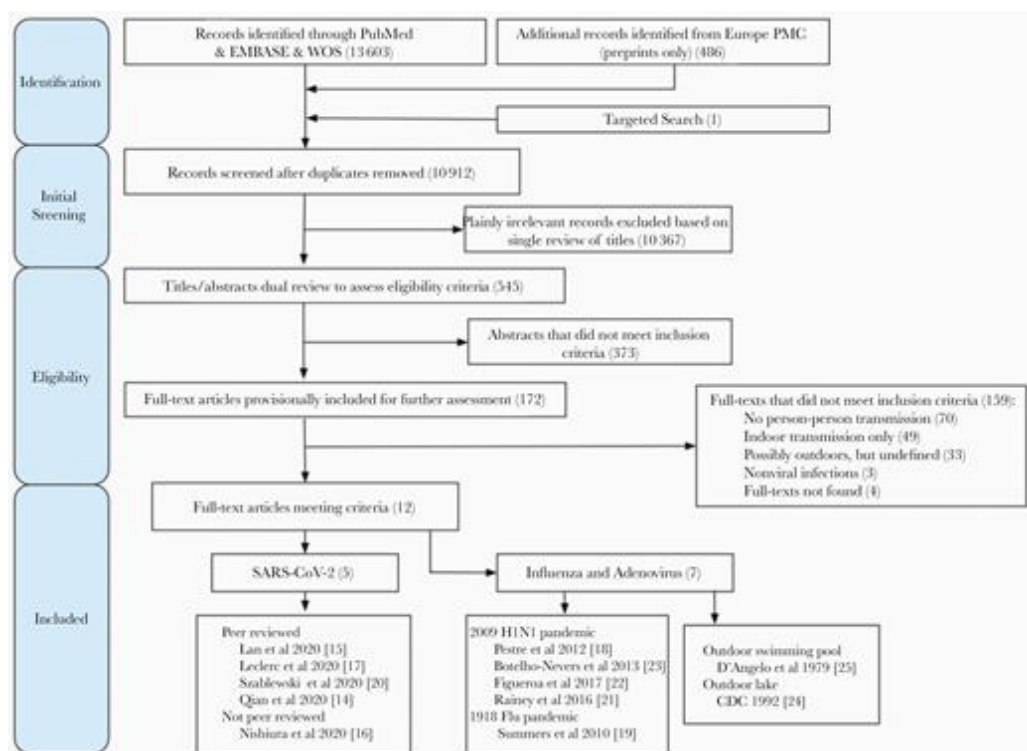 Identification
Records identified through PubMed
& EMBASE & WOS (13 603)
Additional records identified from Europe PMC
(preprints only) (486)
Targeted Search (1)
Initial
Sreening
Records screened after duplicates removed (10 912)
Plainly irrelevant records excluded based on
single review of titles (10 367)
Eligibility
Titles/abstracts dual review to assess eligibility criteria (545)
Abstracts that did not meet inclusion
criteria (373)
Full-text articles provisionally included for further assessment (172)
Full-texts that did not meet inclusion criteria (159):
No person-person transmission (70)
Indoor transmission only (49)
Possibly outdoors, but undefined (33)
Nonviral infections (3)
Full-texts not found (4)
Included
Full-text articles meeting criteria (12)
SARS-CoV-2 (5)
Influenza and Adenovirus (7)
Peer reviewed
Lan et al 2020 [15]
Leclerc et al 2020 [17]
Szablewski et al 2020 [20]
Qian et al 2020 [14]
Not peer reviewed
Nishiura et al 2020 [16]
2009 H1N1 pandemic
Pestre et al 2012 [18]
Botelho-Nevers et al 2013 [23]
Figueroa et al 2017 [22]
Rainey et al 2016 [21]
1918 Flu pandemic
Summers et al 2010 [19]
Outdoor swimming pool
D'Angelo et al 1979 [25]
Outdoor lake
CDC 1992 [24]